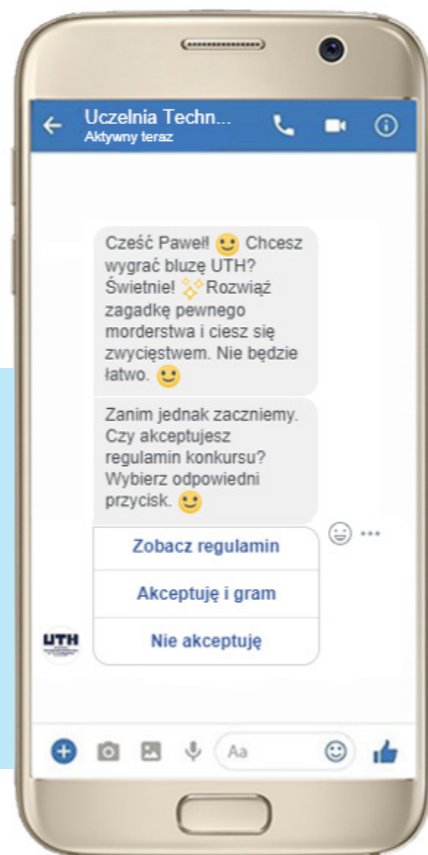 Uczelnia Techn...
Aktywny teraz
Cześć Paweł! 🙂 Chcesz
wygrać bluzę UTH?
Świetnie! ✨ Rozwiąż
zagadkę pewnego
morderstwa i ciesz się
zwycięstwem. Nie będzie
łatwo. 🙂
Zanim jednak zaczniemy.
Czy akceptujesz
regulamin konkursu?
Wybierz odpowiedni
przycisk. 🙂
Zobacz regulamin
Akceptuję i gram
Nie akceptuję
UTH
Aa